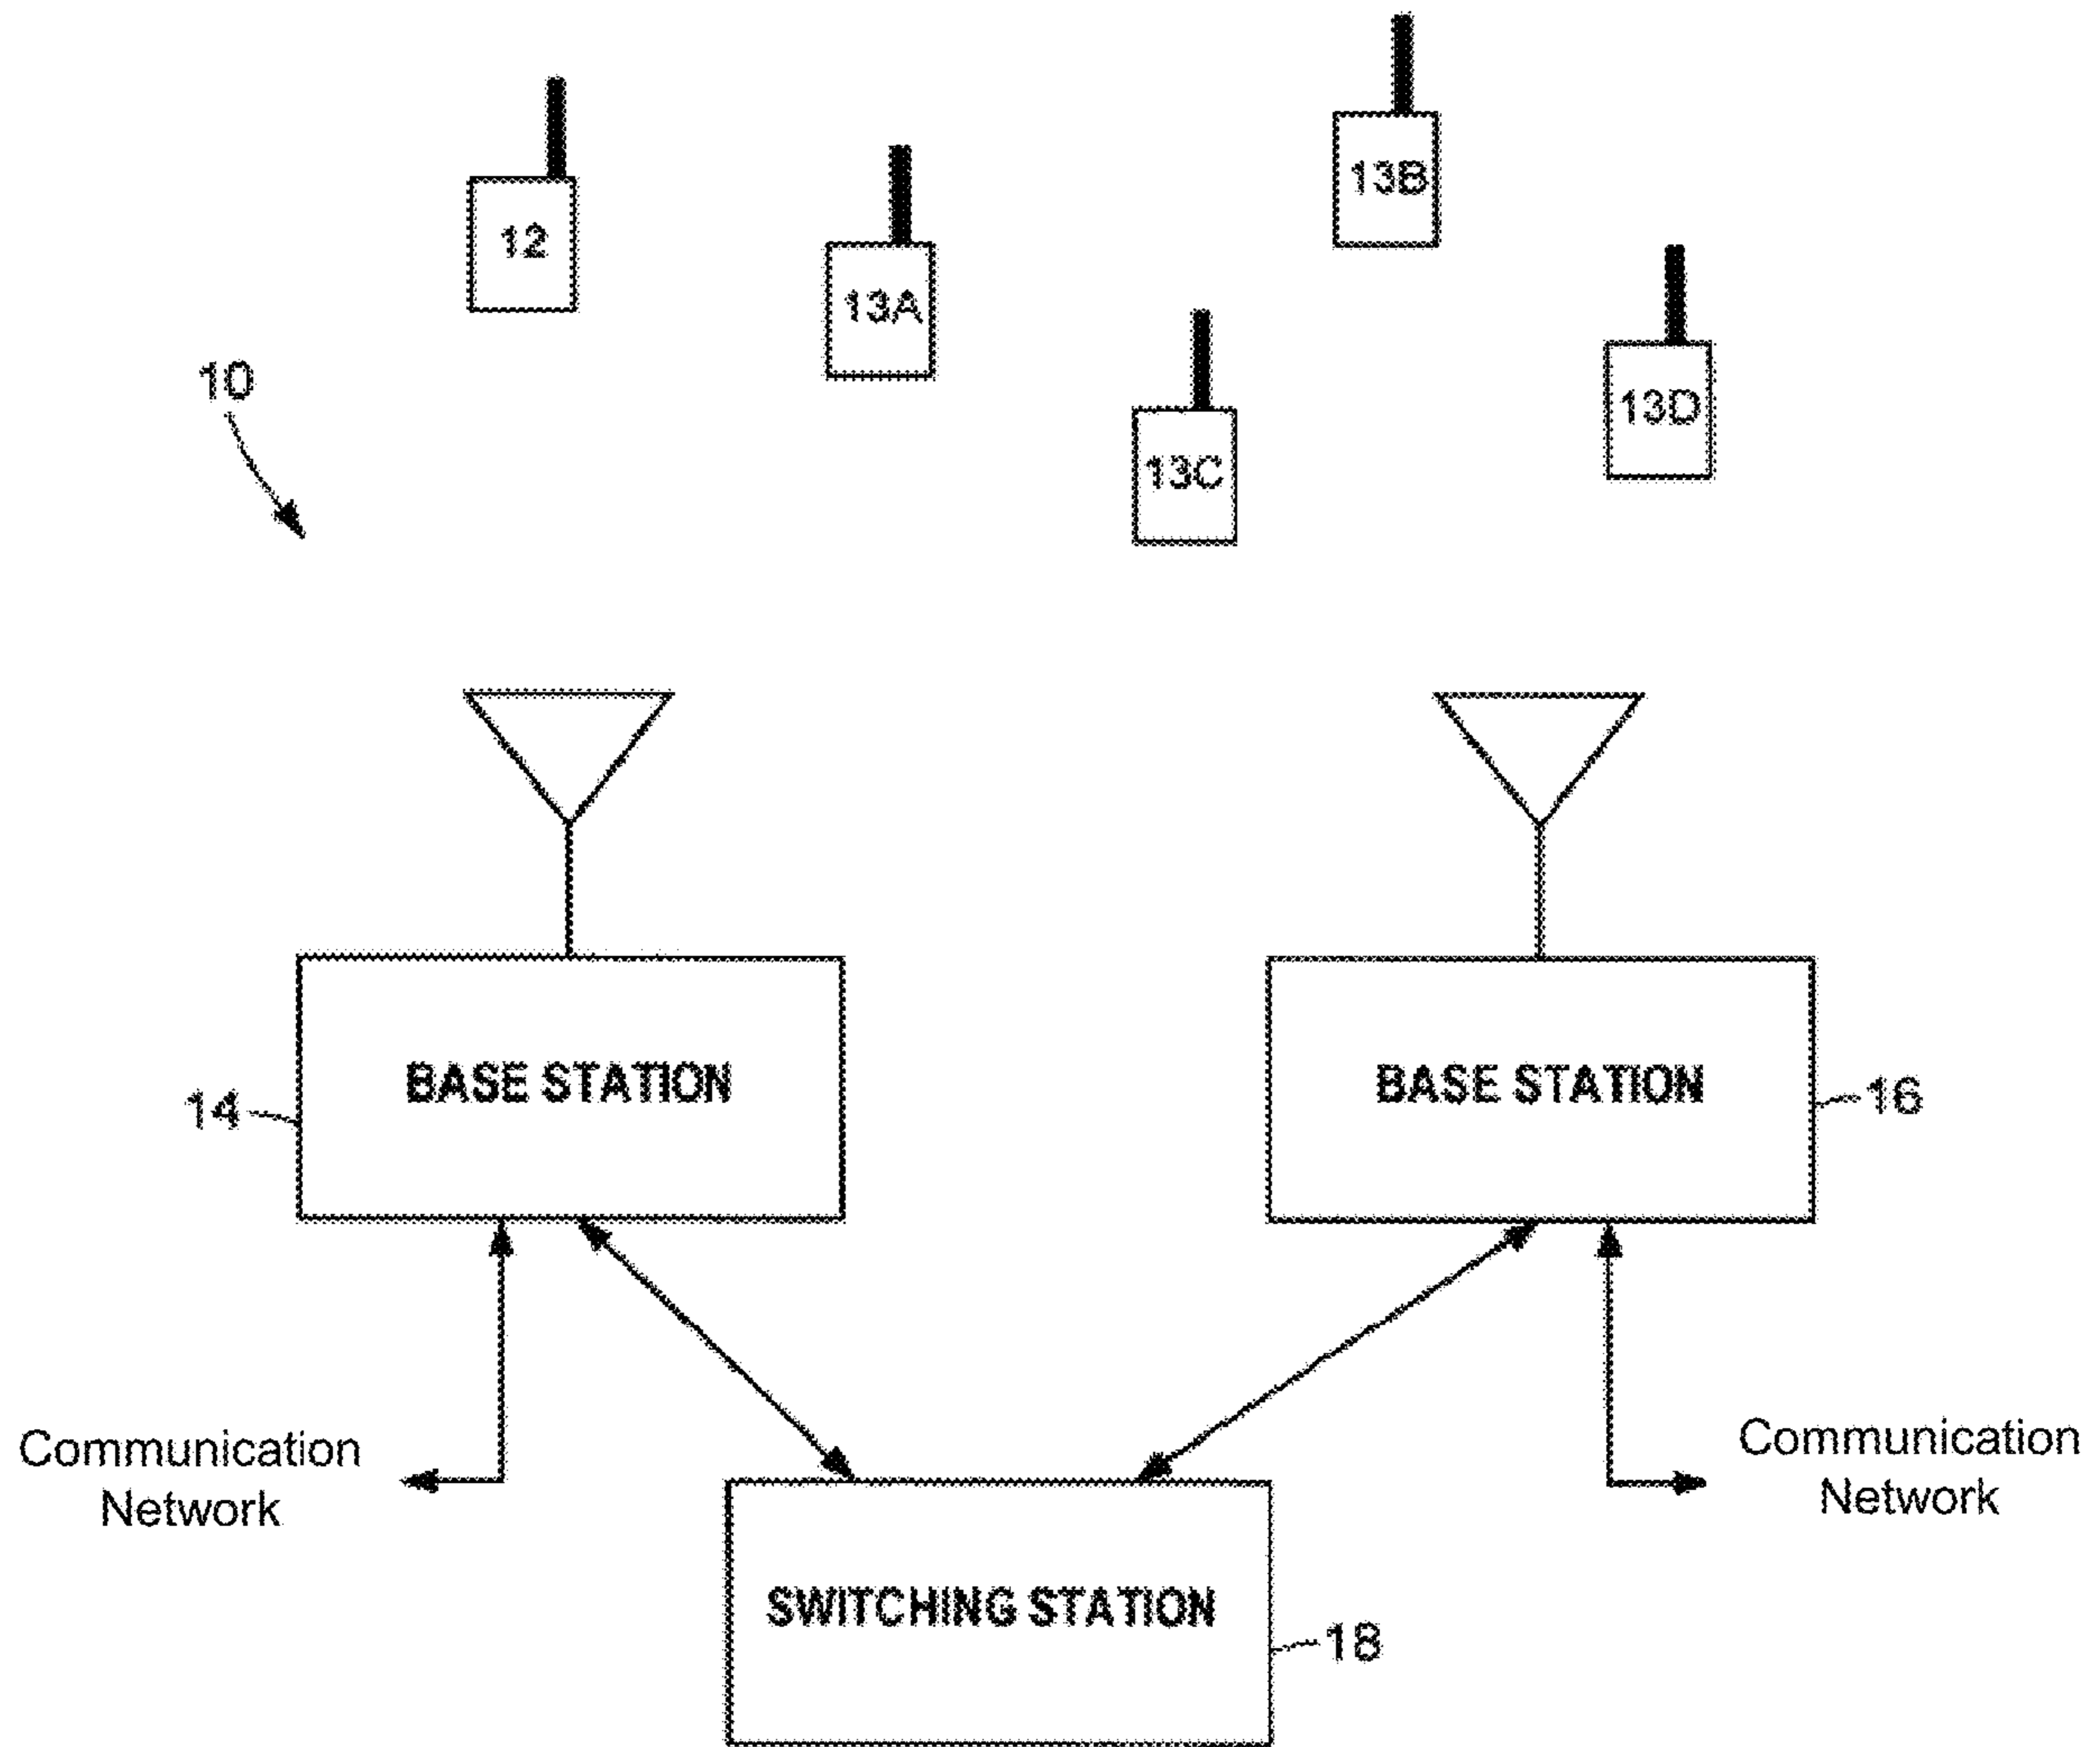 13B
12
13A
10
13D
13C
BASE STATION
BASE STATION
14
16
Communication
Network
Communication
Network
SWITCHING STATION
18